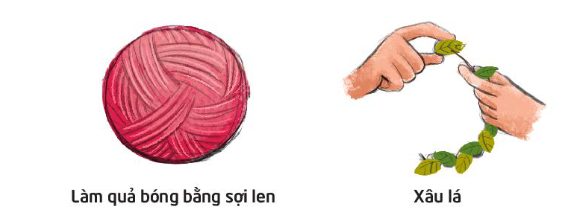 Làm quả bóng bằng sợi len
Xâu lá